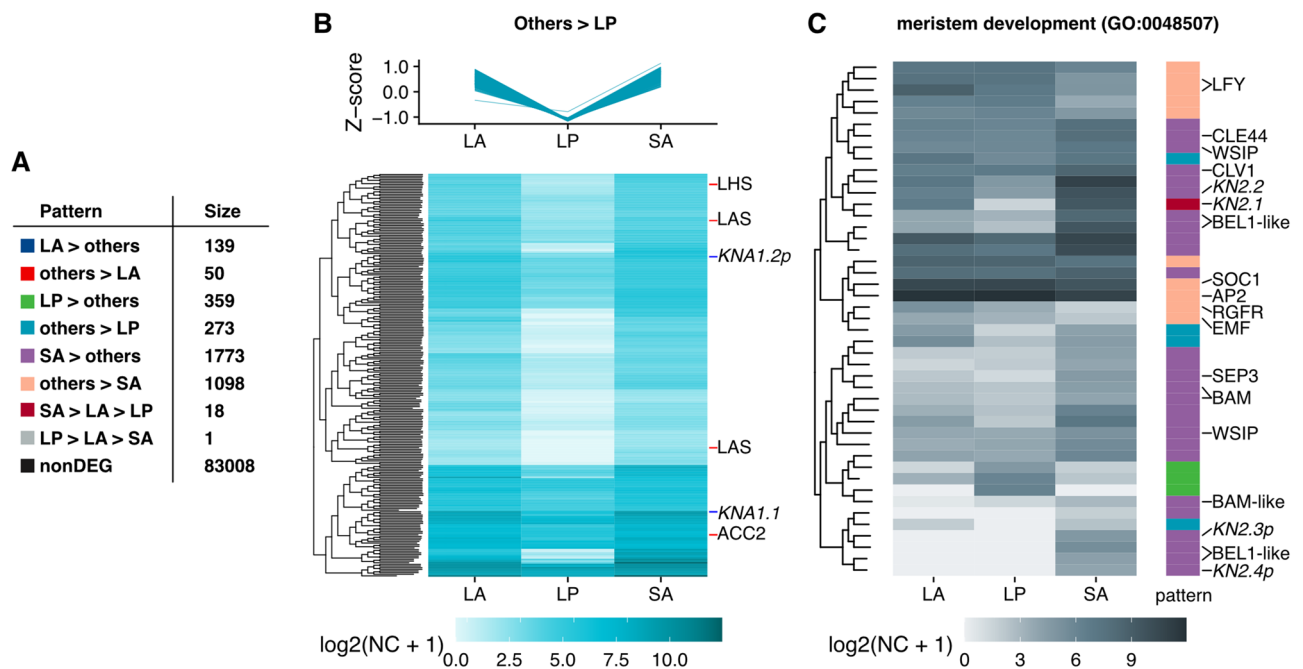 A
Pattern Size
LA > others 139
others > LA 50
LP > others 359
others > LP 273
SA > others 1773
others > SA 1098
SA > LA > LP 18
LP > LA > SA 1
nonDEG 83008
B
Others > LP
Z-score
1.0
0.0
-1.0
LA LP SA
LHS
LAS
KNA1.2p
LAS
KNA1.1
ACC2
LA LP SA
log2(NC + 1)
0.0 2.5 5.0 7.5 10.0
C
meristem development (GO:0048507)
LFY
CLE44
WSIP
CLV1
KN2.2
KN2.1
BEL1-like
SOC1
AP2
RGFR
EMF
SEP3
BAM
WSIP
BAM-like
KN2.3p
BEL1-like
KN2.4p
LA LP SA pattern
log2(NC + 1)
0 3 6 9